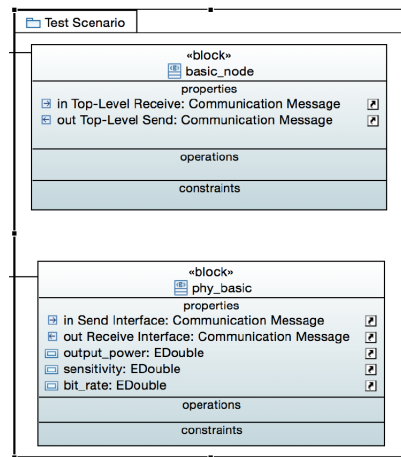 Test Scenario
«block»
basic_node
properties
in Top-Level Receive: Communication Message
out Top-Level Send: Communication Message
operations
constraints
«block»
phy_basic
properties
in Send Interface: Communication Message
out Receive Interface: Communication Message
output_power: EDouble
sensitivity: EDouble
bit_rate: EDouble
operations
constraints